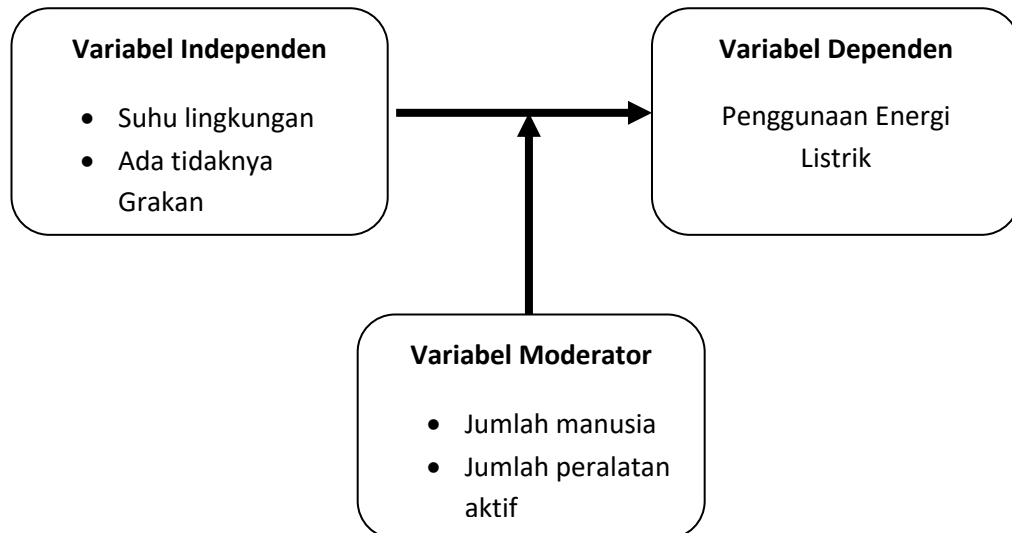 Variabel Independen
• Suhu lingkungan
• Ada tidaknya
Grakan
Variabel Dependen
Penggunaan Energi
Listrik
Variabel Moderator
• Jumlah manusia
• Jumlah peralatan
aktif